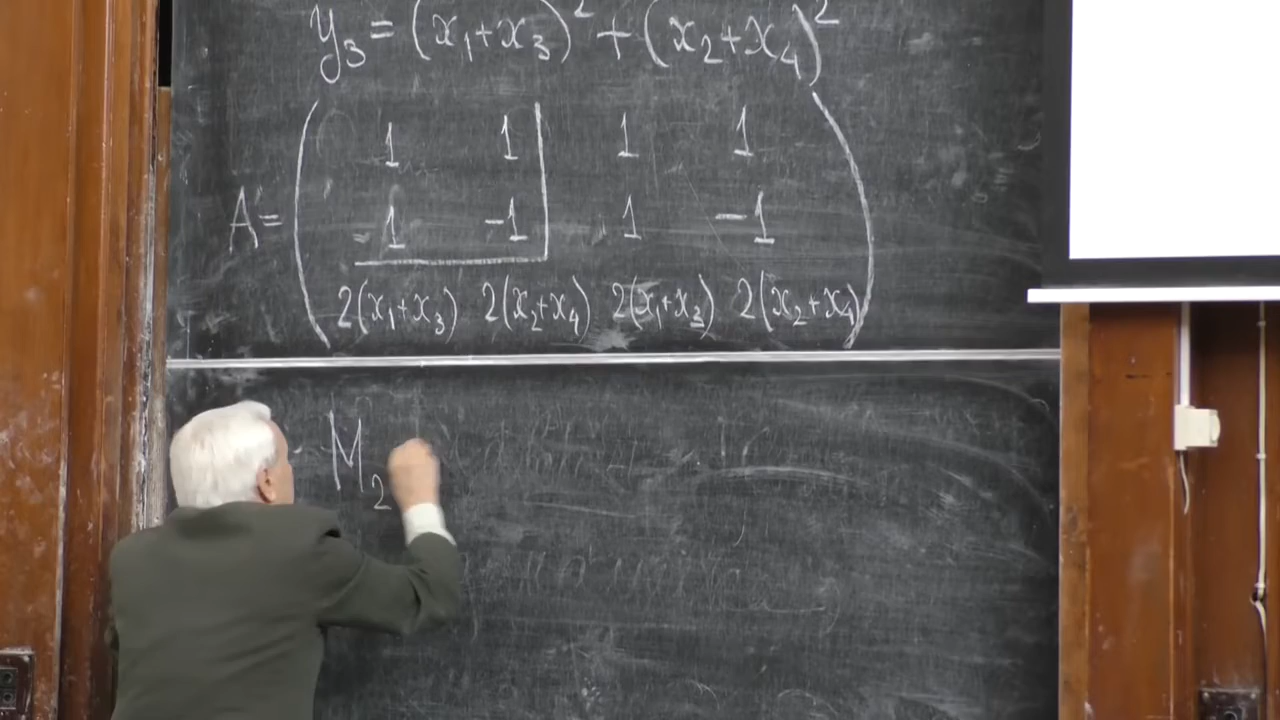 y₃ = (x₁+x₃)² + (x₂+x₄)²
1 1 1 1
A = 1 -1 1 -1
2(x₁+x₃) 2(x₂+x₄) 2(x₁+x₃) 2(x₂+x₄)
M₂